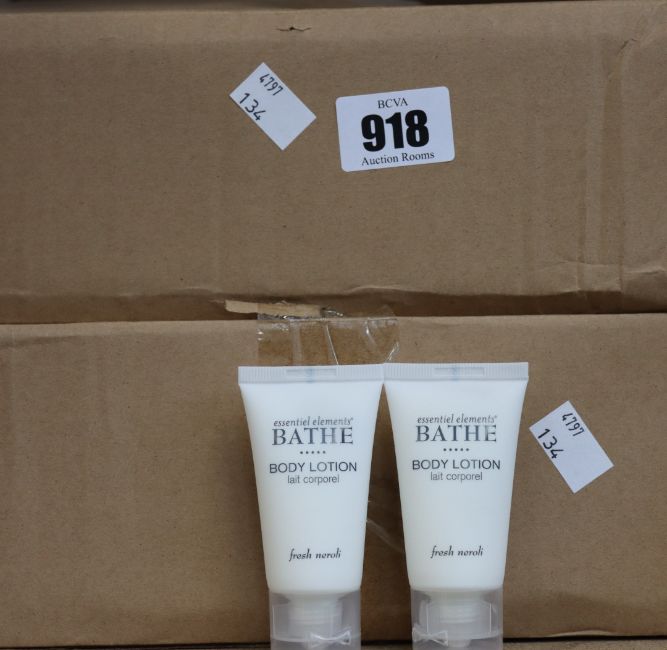 4797
134
BCVA
918
Auction Rooms
essentiel elements®
BATHE
BODY LOTION
lait corporel
fresh neroli
essentiel elements®
BATHE
BODY LOTION
lait corporel
fresh neroli
4797
134